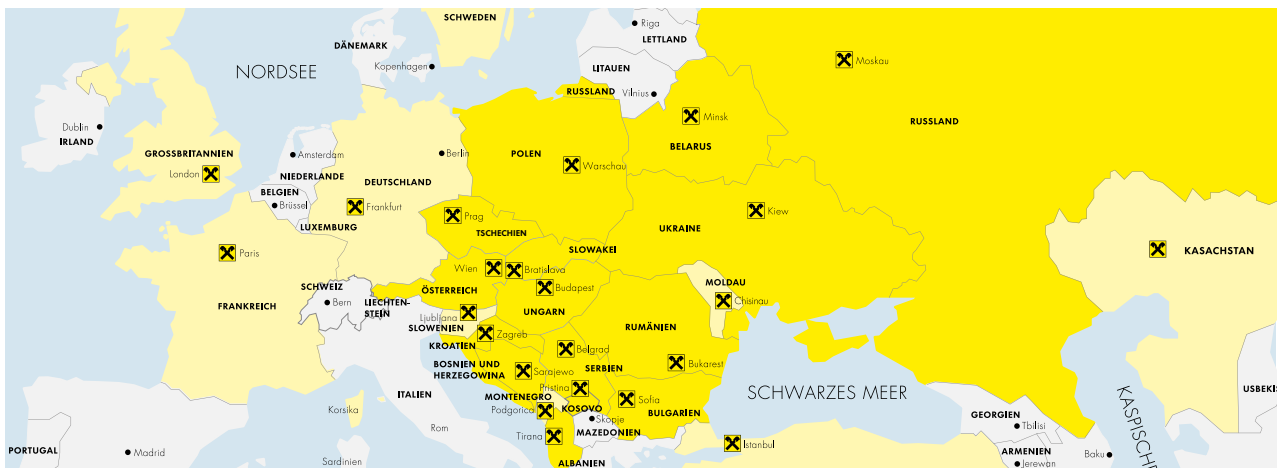 SCHWEDEN
Riga
LETTLAND
DÄNEMARK
NORDSEE
Kopenhagen
LITAUEN
Moskau
RUSSLAND
Vilnius
Minsk
RUSSLAND
Dublin
IRLAND
GROSSBRITANNIEN
London
Amsterdam
NIEDERLANDE
Berlin
POLEN
Warschau
BELARUS
BELGIEN
Brüssel
DEUTSCHLAND
Frankfurt
LUXEMBURG
Prag
TSCHECHIEN
Kiew
UKRAINE
SLOWAKEI
Paris
KASACHSTAN
Wien
Bratislava
Budapest
MOLDAU
Chisinau
SCHWEIZ
Bern
LIECHTEN-
STEIN
ÖSTERREICH
FRANKREICH
UNGARN
Ljubljana
SLOWENIEN
RUMÄNIEN
Zagreb
KROATIEN
Belgrad
SERBIEN
Bukarest
BOSNIEN UND
HERZEGOWINA
Sarajewo
Pristina
SCHWARZES MEER
KASPISCH
USBEKIS
ITALIEN
MONTENEGRO
Podgorica
KOSOVO
Sofia
BULGARIEN
Korsika
Skopje
MAZEDONIEN
GEORGIEN
Tbilisi
Rom
Tirana
Istanbul
PORTUGAL
Madrid
Sardinien
ALBANIEN
ARMENIEN
Jerewan
Baku